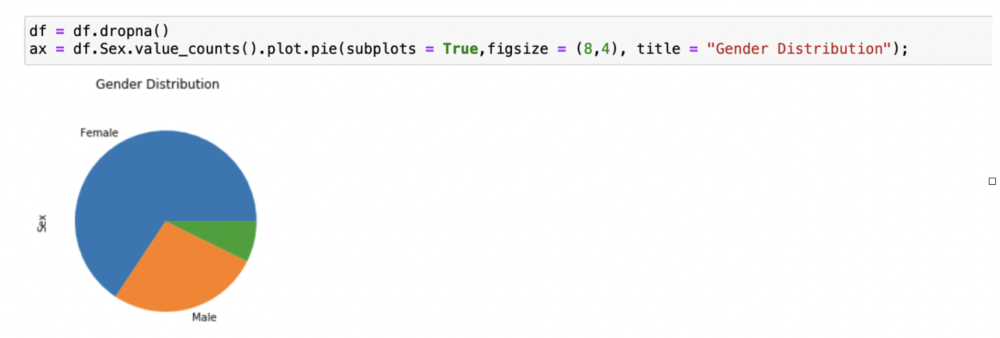 df = df.dropna()
ax = df.Sex.value_counts().plot.pie(subplots = True,figsize = (8,4), title = "Gender Distribution");
Gender Distribution
Female
Sex
Male